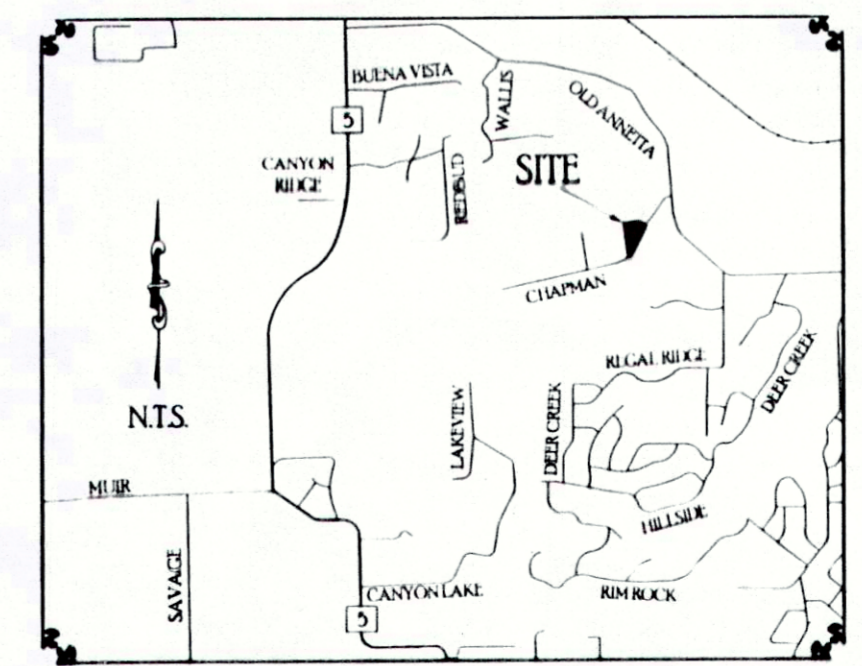 BUENA VISTA
WALLIS
OLD ANNETTA
5
CANYON
RIDGE
REDBUD
SITE
CHAPMAN
REGAL RIDGE
DEER CREEK
N.T.S.
LAKEVIEW
DEER CREEK
MUIR
HILLSIDE
SAVAGE
CANYON LAKE
RIM ROCK
5